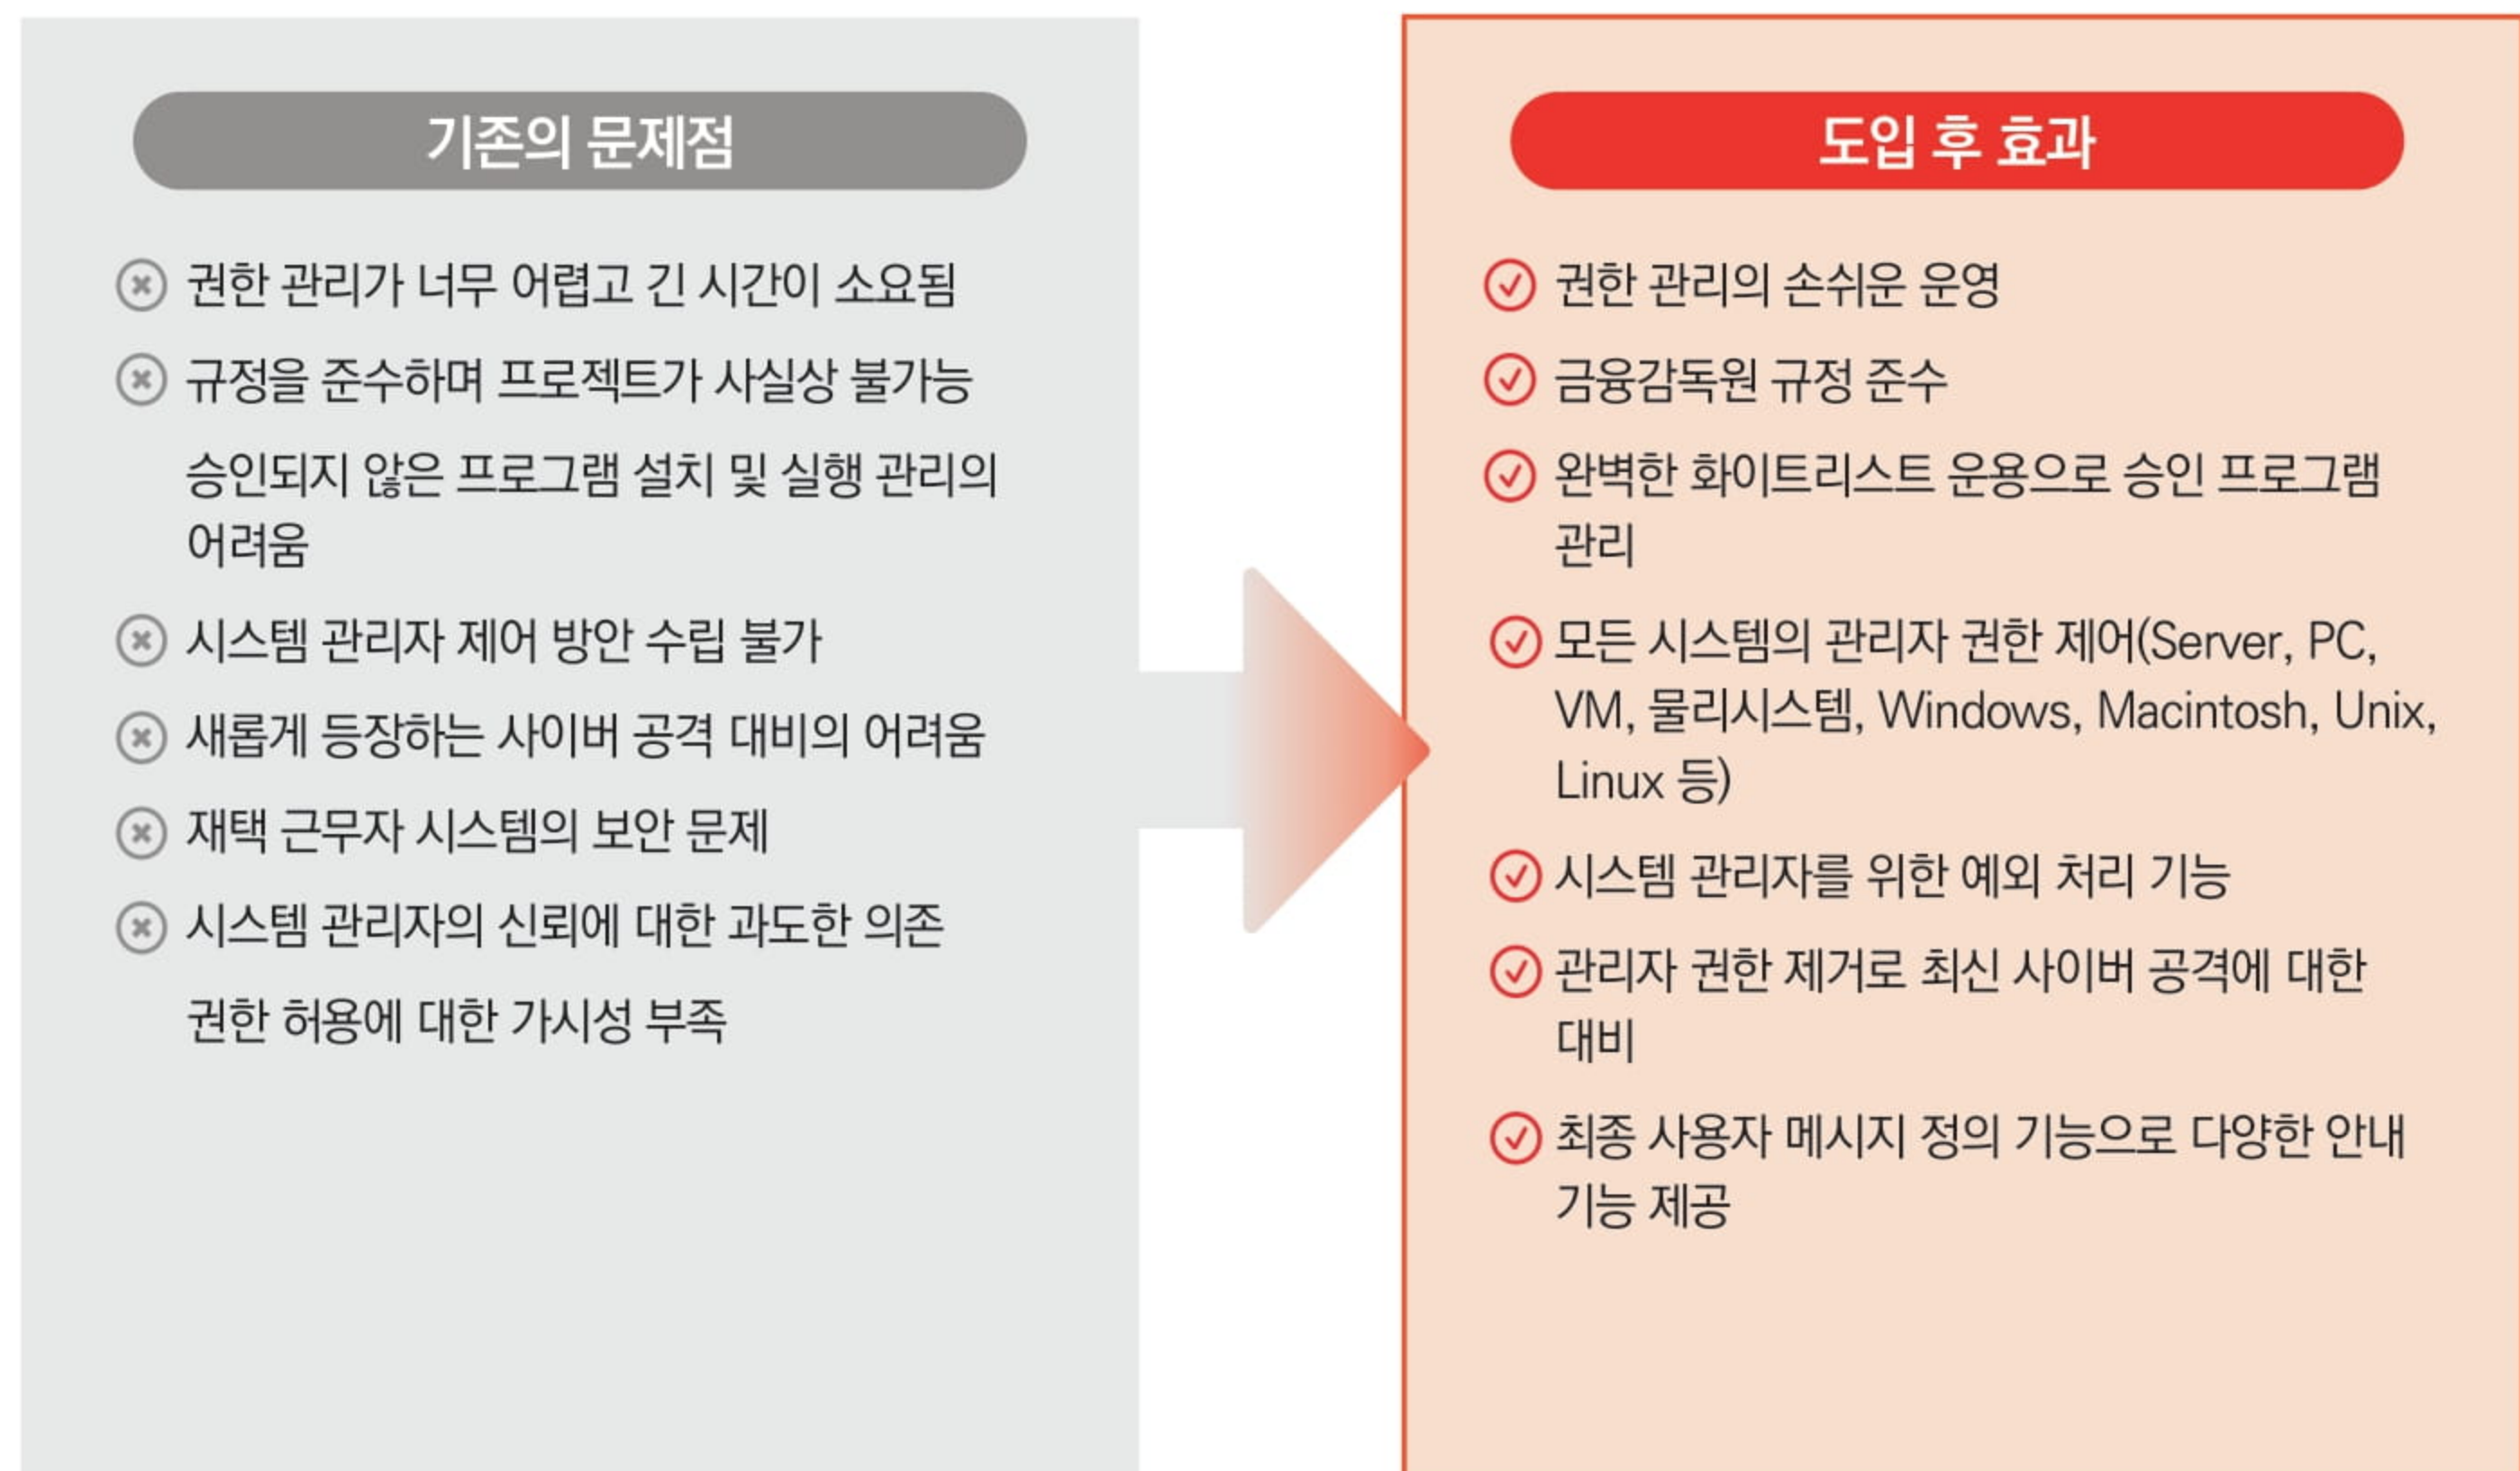 기존의 문제점
권한 관리가 너무 어렵고 긴 시간이 소요됨
규정을 준수하며 프로젝트가 사실상 불가능
승인되지 않은 프로그램 설치 및 실행 관리의
어려움
시스템 관리자 제어 방안 수립 불가
새롭게 등장하는 사이버 공격 대비의 어려움
재택 근무자 시스템의 보안 문제
시스템 관리자의 신뢰에 대한 과도한 의존
권한 허용에 대한 가시성 부족
도입 후 효과
권한 관리의 손쉬운 운영
금융감독원 규정 준수
완벽한 화이트리스트 운용으로 승인 프로그램
관리
모든 시스템의 관리자 권한 제어(Server, PC,
VM, 물리시스템, Windows, Macintosh, Unix,
Linux 등)
시스템 관리자를 위한 예외 처리 기능
관리자 권한 제거로 최신 사이버 공격에 대한
대비
최종 사용자 메시지 정의 기능으로 다양한 안내
기능 제공